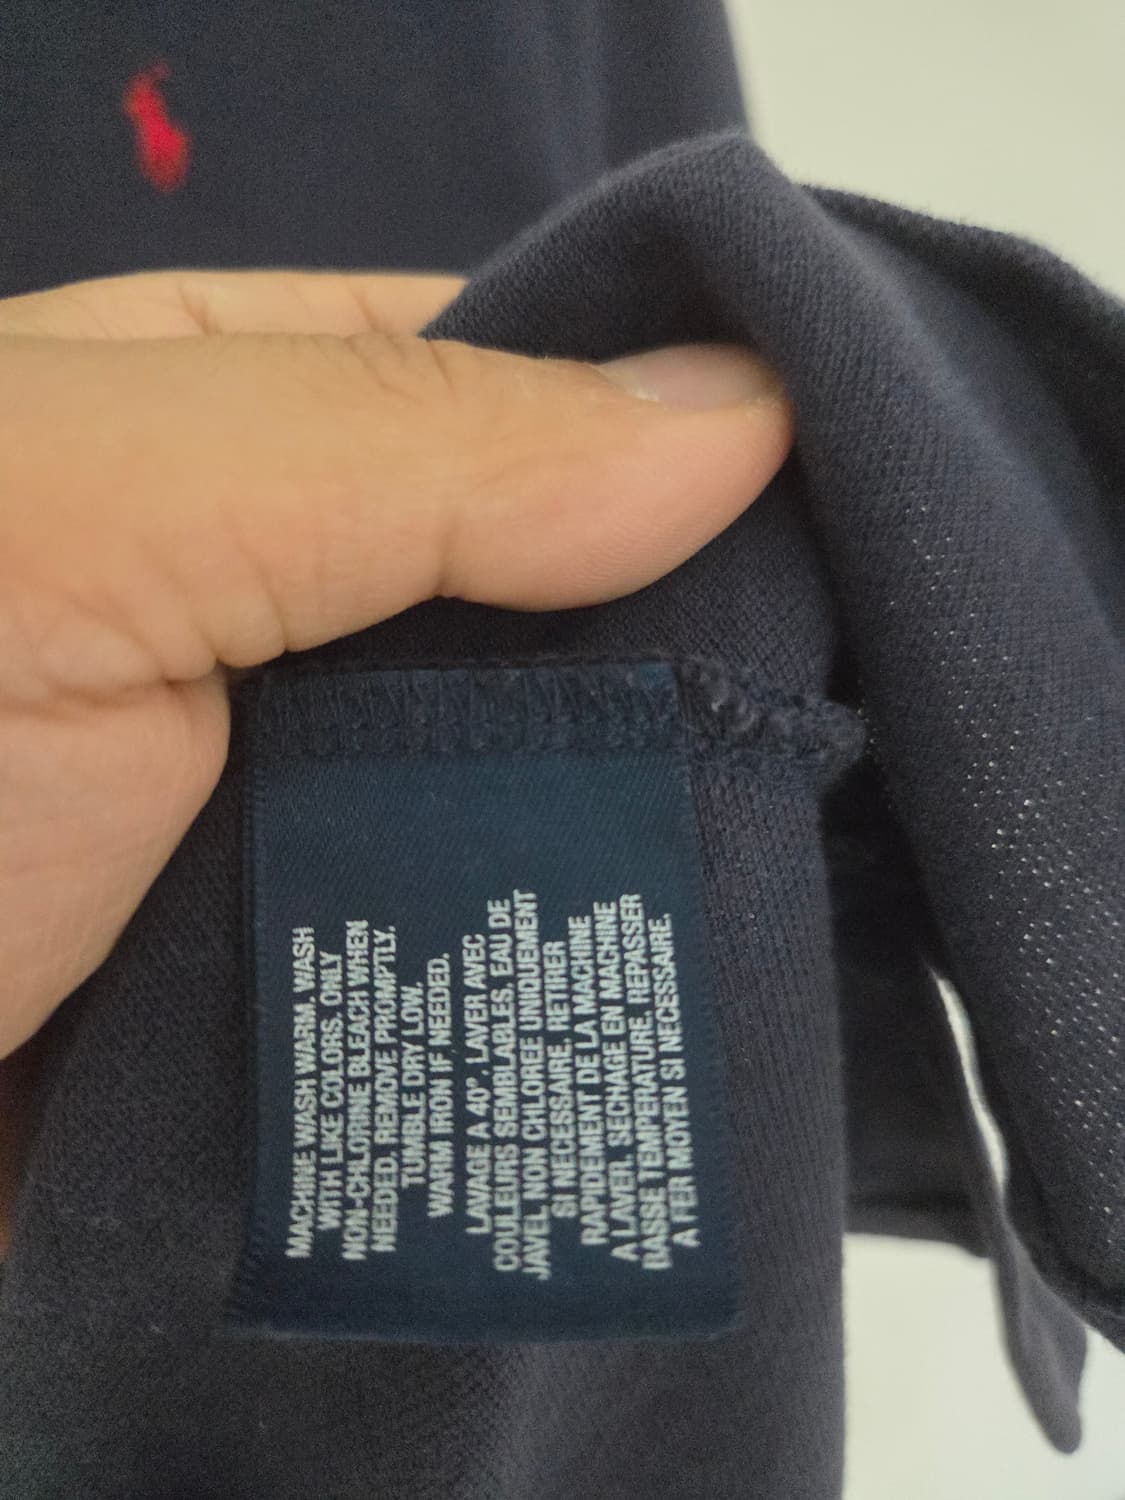 MACHINE WASH WARM. WASH
WITH LIKE COLORS. ONLY
NON-CHLORINE BLEACH WHEN
NEEDED. REMOVE PROMPTLY.
TUMBLE DRY LOW.
WARM IRON IF NEEDED.
LAVAGE A 40°. LAVER AVEC
COULEURS SEMBLABLES. EAU DE
JAVEL NON CHLOREE UNIQUEMENT
SI NECESSAIRE. RETIRER
RAPIDEMENT DE LA MACHINE
A LAVER. SECHAGE EN MACHINE
BASSE TEMPERATURE. REPASSER
A FER MOYEN SI NECESSAIRE.